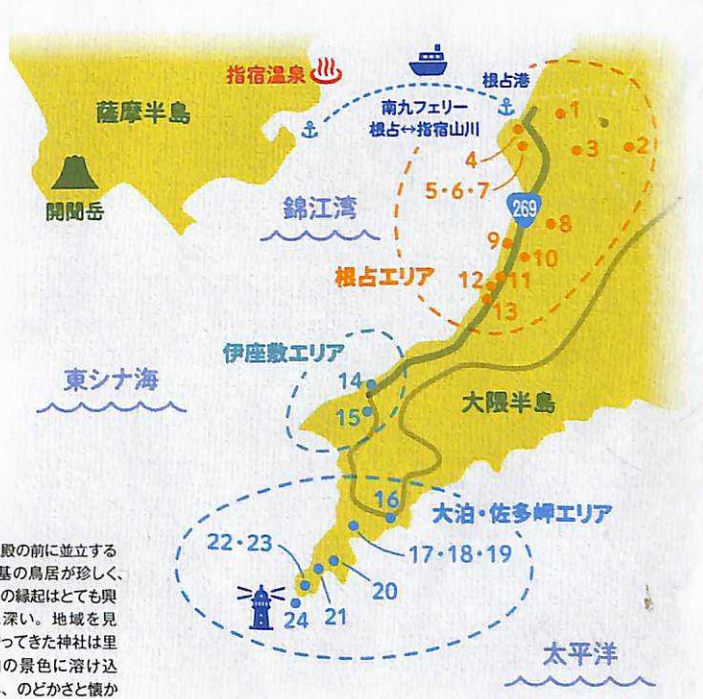 指宿温泉
根占港
薩摩半島
南九フェリー
根占↔指宿山川
開聞岳
錦江湾
1
2
3
4
5・6・7
269
8
9
10
根占エリア
11
12
13
伊座敷エリア
東シナ海
14
15
大隅半島
16
大泊・佐多岬エリア
22・23
17・18・19
20
21
24
太平洋
殿の前に並立する
基の鳥居が珍しく、
の縁起はとても興
深い。地域を見
ってきた神社は里
の景色に溶け込
、のどかさと懐か